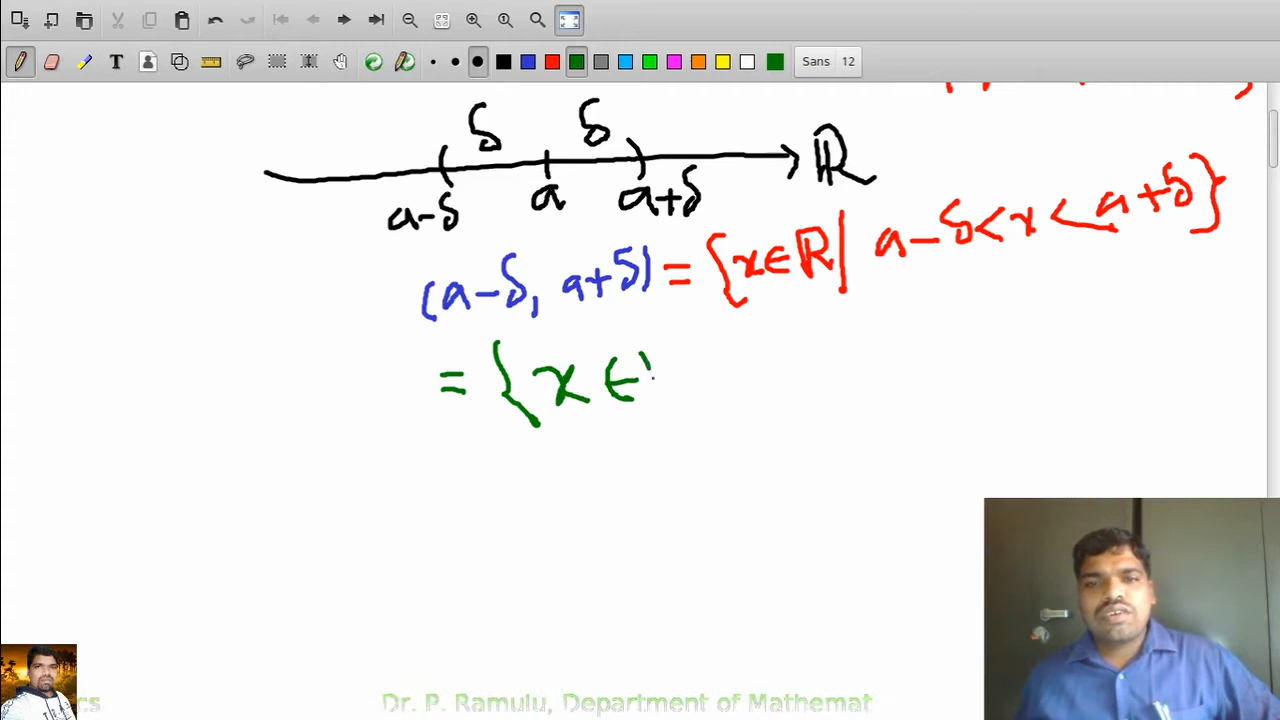 T
Sans 12
δ δ
ℝ
a-δ a a+δ
(a-δ, a+δ) = {x∈ℝ| a-δ<x<a+δ}
= {x∈
Dr. P. Ramulu, Department of Mathemat